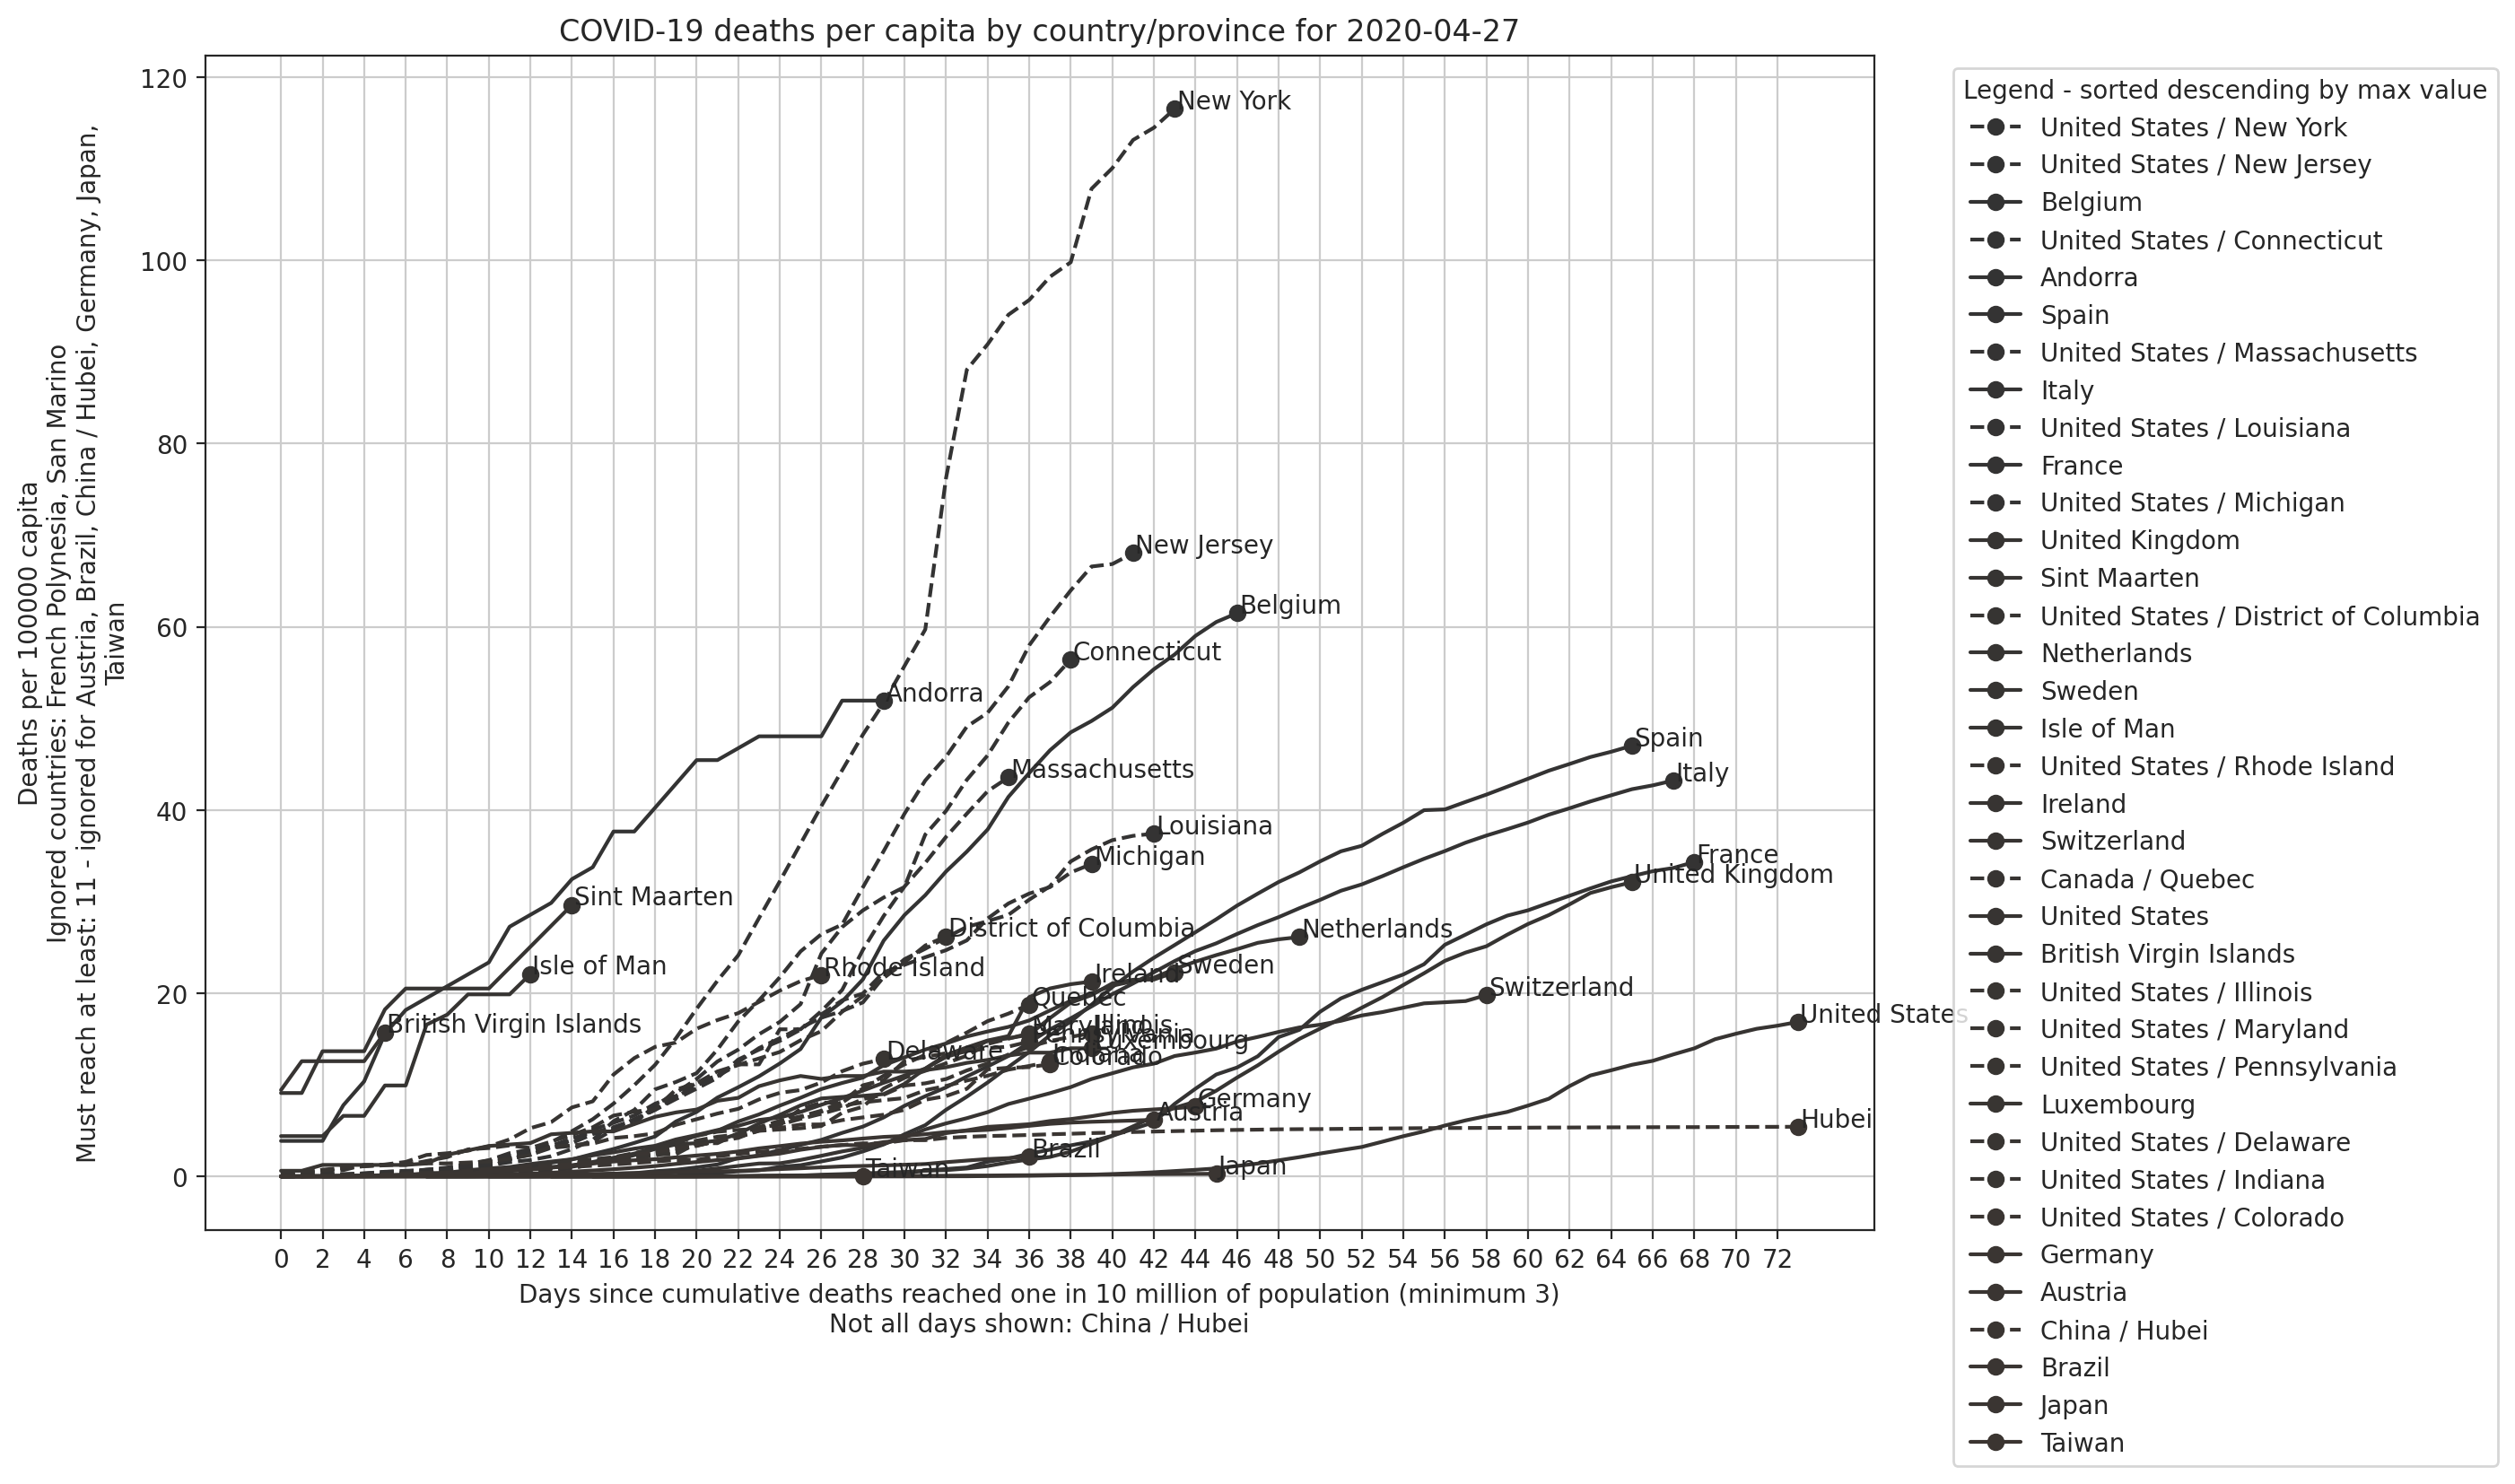 COVID-19 deaths per capita by country/province for 2020-04-27
Deaths per 100000 capita
Ignored countries: French Polynesia, San Marino
Must reach at least: 11 - ignored for Austria, Brazil, China / Hubei, Germany, Japan,
Taiwan
120
100
80
60
40
20
0
New York
New Jersey
Belgium
Connecticut
Andorra
Spain
Massachusetts
Italy
Louisiana
Michigan
France
United Kingdom
Sint Maarten
District of Columbia
Netherlands
Isle of Man
Rhode Island
Ireland
Sweden
Quebec
Switzerland
British Virgin Islands
United States
Maryland
Illinois
Pennsylvania
Luxembourg
Delaware
Indiana
Colorado
Germany
Austria
Hubei
Brazil
Taiwan
Japan
0 2 4 6 8 10 12 14 16 18 20 22 24 26 28 30 32 34 36 38 40 42 44 46 48 50 52 54 56 58 60 62 64 66 68 70 72
Days since cumulative deaths reached one in 10 million of population (minimum 3)
Not all days shown: China / Hubei
Legend - sorted descending by max value
United States / New York
United States / New Jersey
Belgium
United States / Connecticut
Andorra
Spain
United States / Massachusetts
Italy
United States / Louisiana
France
United States / Michigan
United Kingdom
Sint Maarten
United States / District of Columbia
Netherlands
Sweden
Isle of Man
United States / Rhode Island
Ireland
Switzerland
Canada / Quebec
United States
British Virgin Islands
United States / Illinois
United States / Maryland
United States / Pennsylvania
Luxembourg
United States / Delaware
United States / Indiana
United States / Colorado
Germany
Austria
China / Hubei
Brazil
Japan
Taiwan